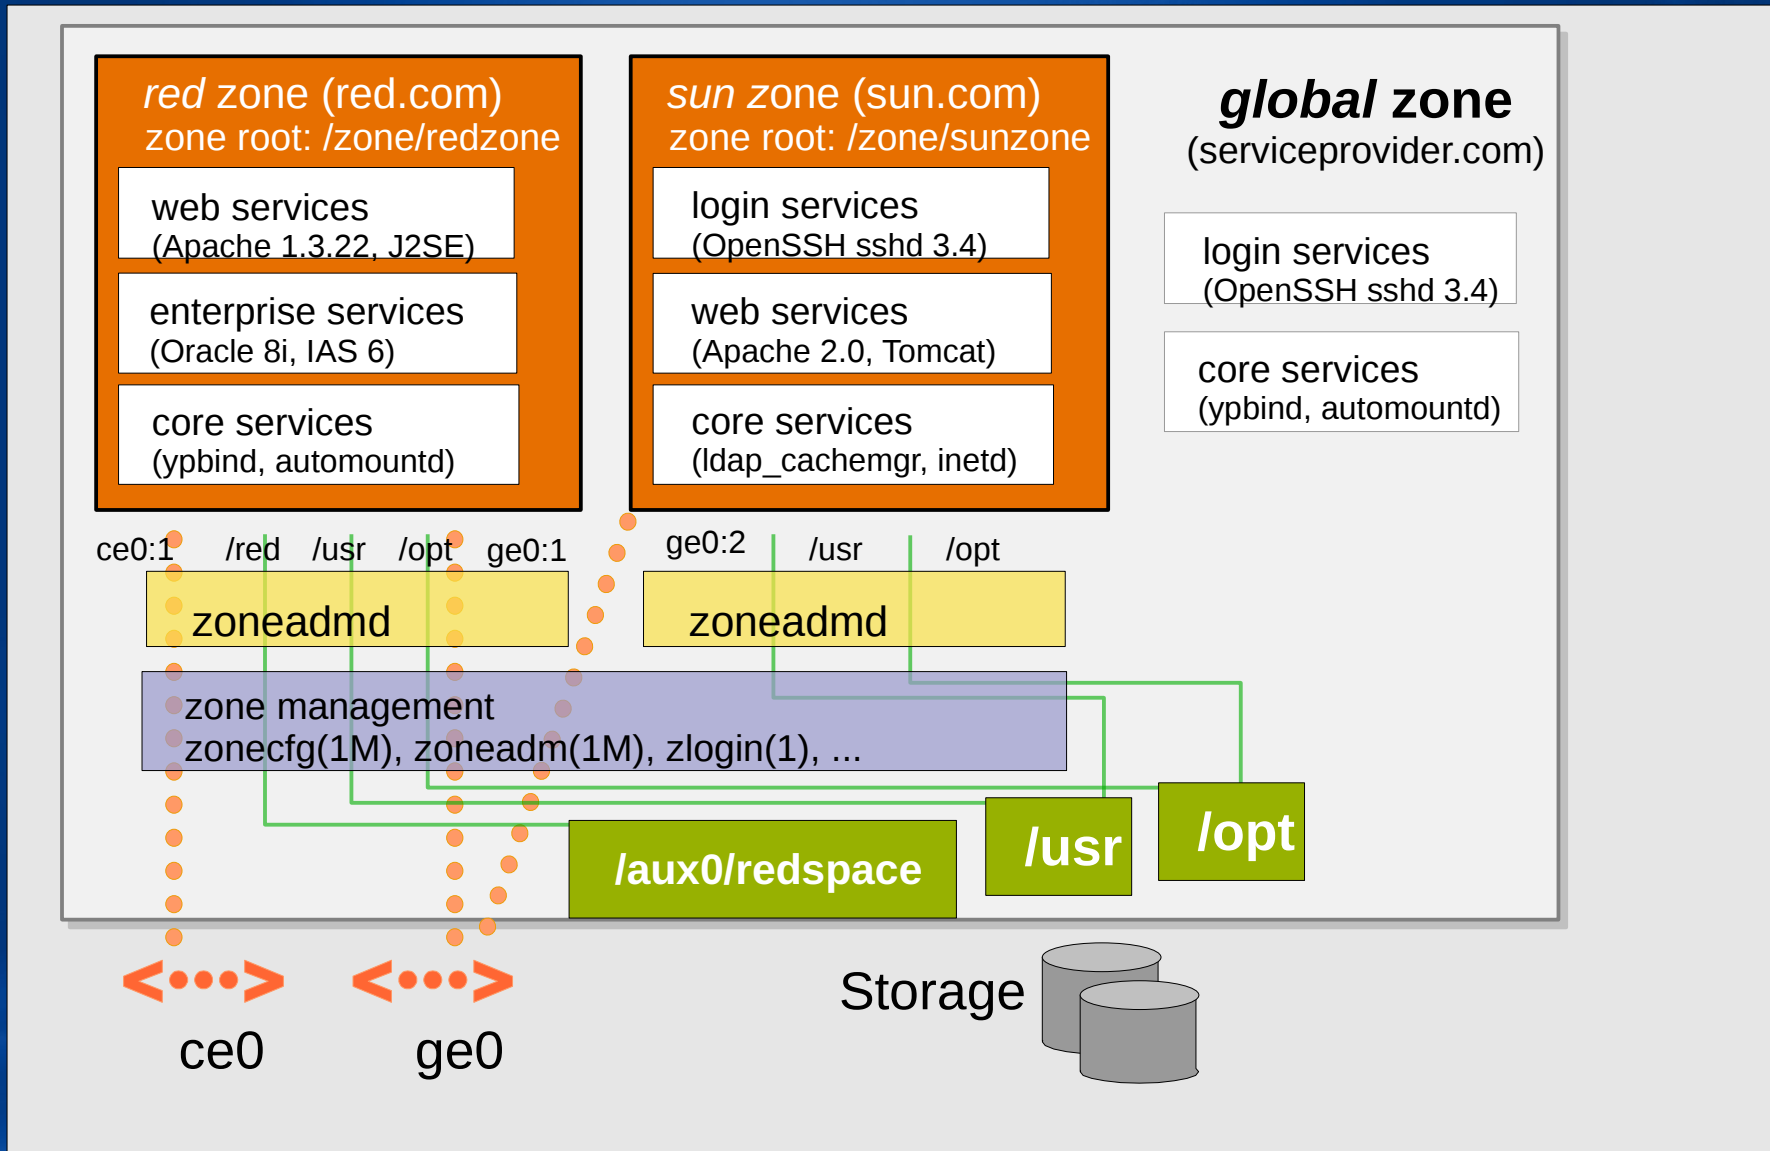 red zone (red.com)
zone root: /zone/redzone
web services
(Apache 1.3.22, J2SE)
enterprise services
(Oracle 8i, IAS 6)
core services
(ypbind, automountd)
sun zone (sun.com)
zone root: /zone/sunzone
login services
(OpenSSH sshd 3.4)
web services
(Apache 2.0, Tomcat)
core services
(ldap_cachemgr, inetd)
global zone
(serviceprovider.com)
login services
(OpenSSH sshd 3.4)
core services
(ypbind, automountd)
ce0:1 /red /usr /opt ge0:1
ge0:2 /usr /opt
zoneadmd
zoneadmd
zone management
zonecfg(1M), zoneadm(1M), zlogin(1), ...
/aux0/redspace
/usr
/opt
<•••> <•••>
ce0 ge0
Storage